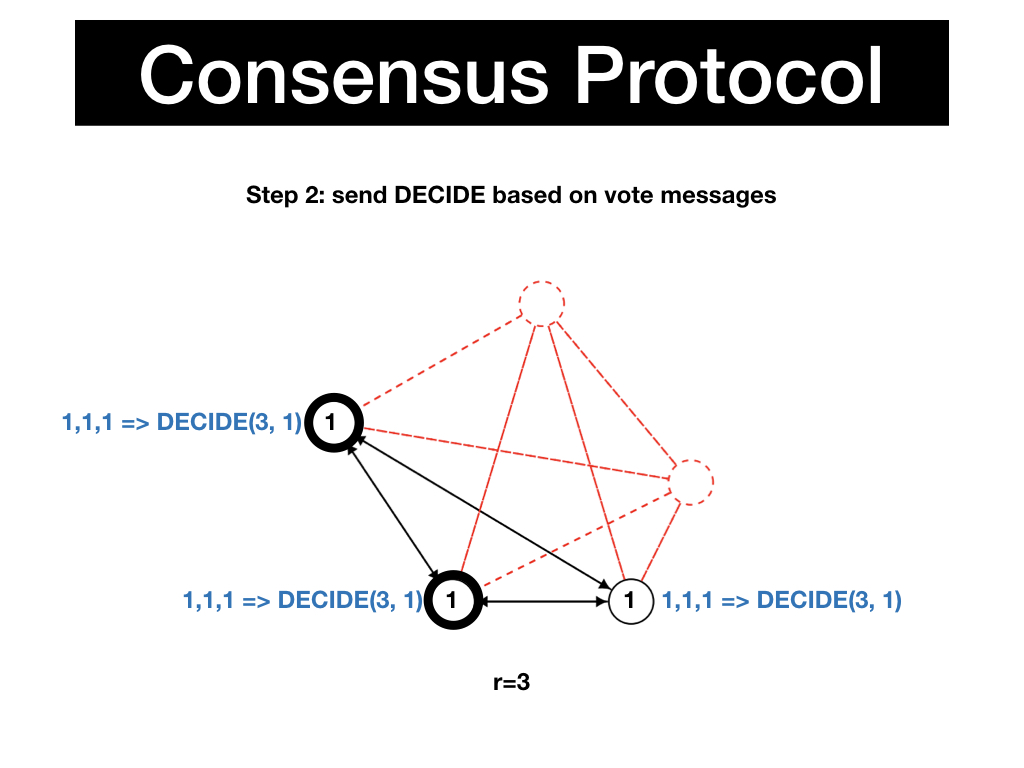 Consensus Protocol
Step 2: send DECIDE based on vote messages
1,1,1 => DECIDE(3, 1)
1
1,1,1 => DECIDE(3, 1)
1
1
1,1,1 => DECIDE(3, 1)
r=3